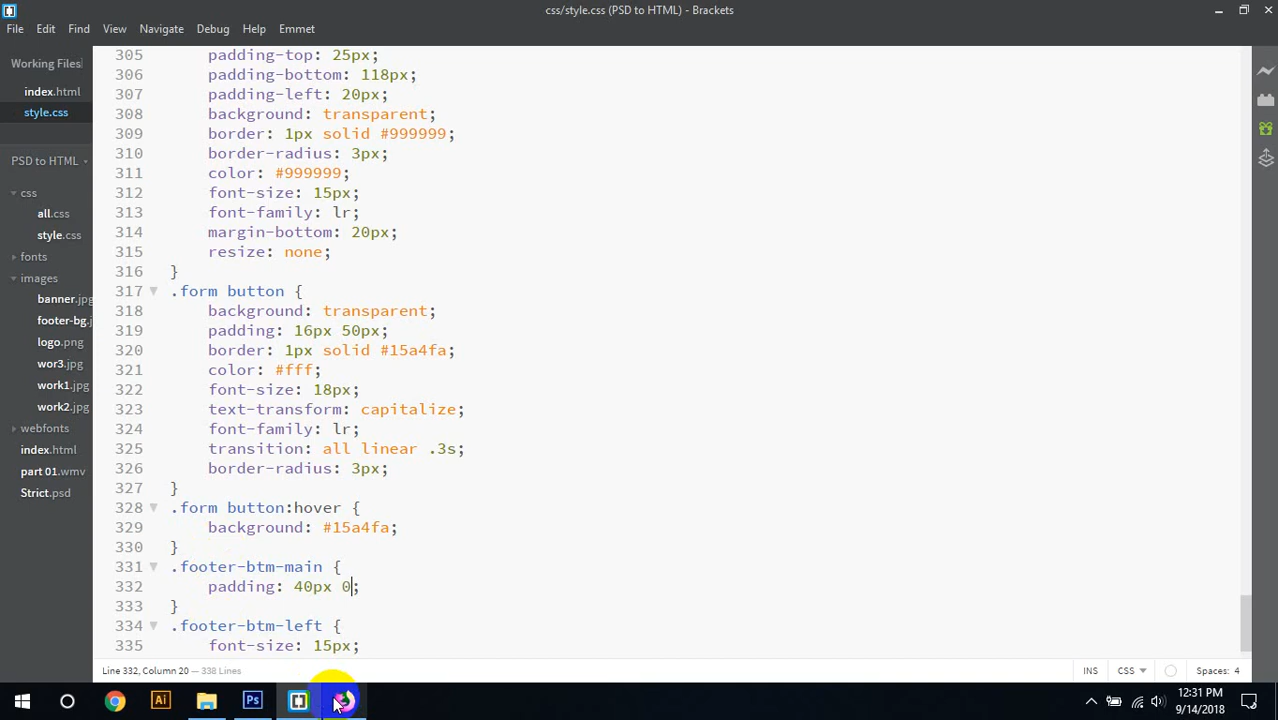 css/style.css (PSD to HTML) - Brackets
File Edit Find View Navigate Debug Help Emmet
Working Files
index.html
style.css
PSD to HTML
css
all.css
style.css
fonts
images
banner.jpg
footer-bg.j
logo.png
wor3.jpg
work1.jpg
work2.jpg
webfonts
index.html
part 01.wmv
Strict.psd
305 padding-top: 25px;
306 padding-bottom: 118px;
307 padding-left: 20px;
308 background: transparent;
309 border: 1px solid #999999;
310 border-radius: 3px;
311 color: #999999;
312 font-size: 15px;
313 font-family: lr;
314 margin-bottom: 20px;
315 resize: none;
316 }
317 .form button {
318 background: transparent;
319 padding: 16px 50px;
320 border: 1px solid #15a4fa;
321 color: #fff;
322 font-size: 18px;
323 text-transform: capitalize;
324 font-family: lr;
325 transition: all linear .3s;
326 border-radius: 3px;
327 }
328 .form button:hover {
329 background: #15a4fa;
330 }
331 .footer-btm-main {
332 padding: 40px 0;
333 }
334 .footer-btm-left {
335 font-size: 15px;
Line 332, Column 20 — 338 Lines
INS CSS Spaces: 4
Ai Ps
12:31 PM
9/14/2018